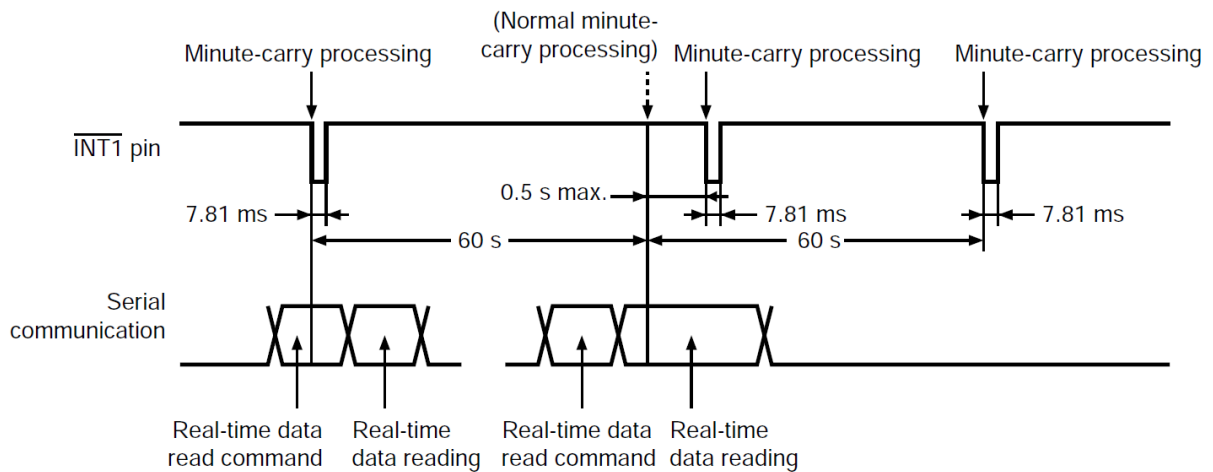 (Normal minute-
carry processing)
Minute-carry processing
Minute-carry processing
Minute-carry processing
INT1 pin
0.5 s max.
7.81 ms
7.81 ms
7.81 ms
60 s
60 s
Serial
communication
Real-time data
read command
Real-time
data reading
Real-time data
read command
Real-time
data reading